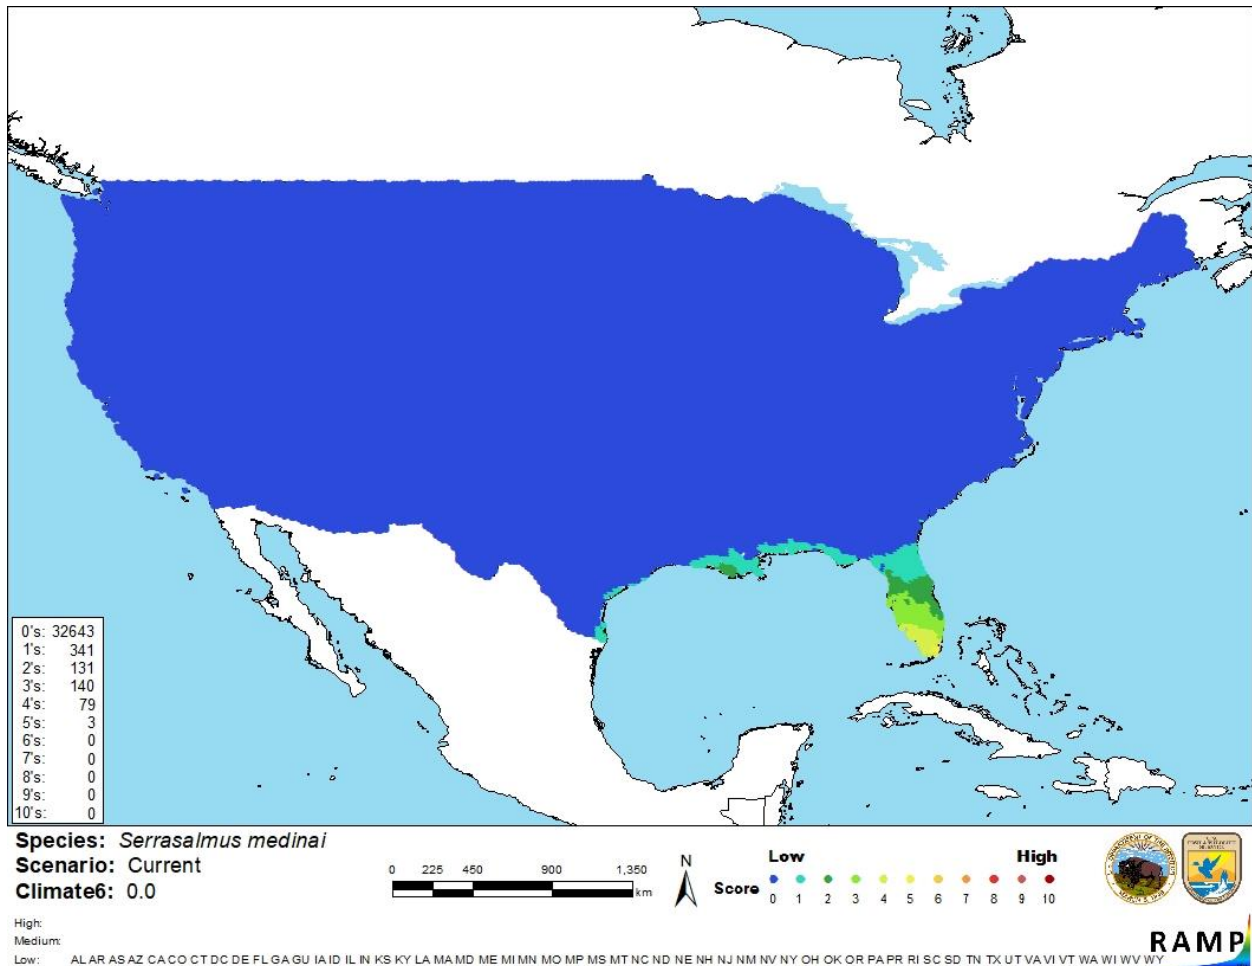 0's: 32643
1's: 341
2's: 131
3's: 140
4's: 79
5's: 3
6's: 0
7's: 0
8's: 0
9's: 0
10's: 0
Species: Serrasalmus medinai
Scenario: Current
Climate6: 0.0
0 225 450 900 1,350
km
N
Low High
Score 0 1 2 3 4 5 6 7 8 9 10
High:
Medium:
Low: AL AR AS AZ CA CO CT DC DE FL GA GU IA ID IL IN KS KY LA MA MD ME MI MN MO MP MS MT NC ND NE NH NJ NM NV NY OH OK OR PA PR RI SC SD TN TX UT VA VI VT WA WI WV WY
RAMP